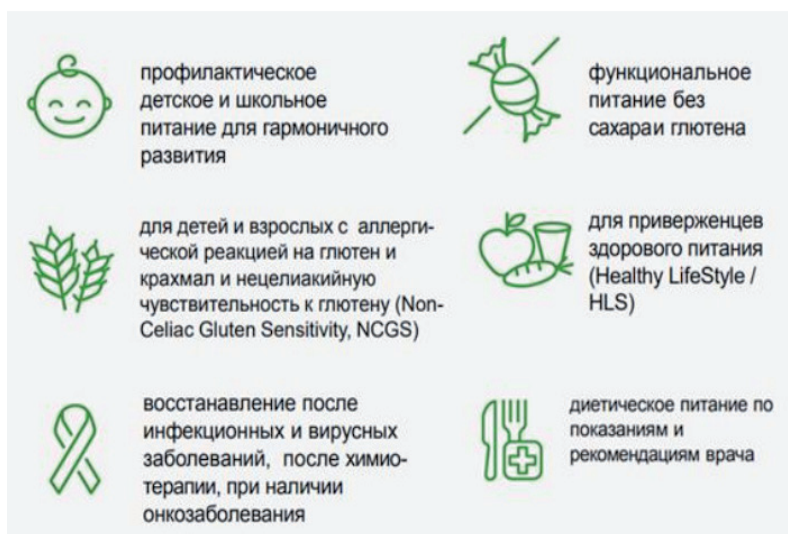 профилактическое
детское и школьное
питание для гармоничного
развития
функциональное
питание без
сахараи глютена
для детей и взрослых с аллерги-
ческой реакцией на глютен и
крахмал и нецелиакийную
чувствительность к глютену (Non-
Celiac Gluten Sensitivity, NCGS)
для приверженцев
здорового питания
(Healthy LifeStyle /
HLS)
восстанавление после
инфекционных и вирусных
заболеваний, после химио-
терапии, при наличии
онкозаболевания
диетическое питание по
показаниям и
рекомендациям врача